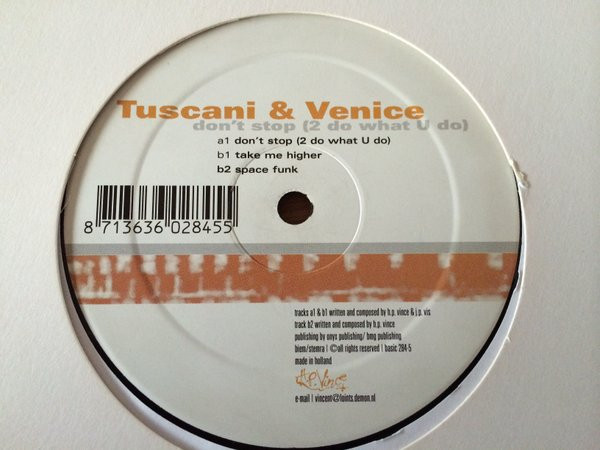 Tuscani & Venice
don't stop (2 do what U do)
a1 don't stop (2 do what U do)
b1 take me higher
b2 space funk
8 713636 028455
tracks a1 & b1 written and composed by h.p. vince & j.p. vis
track b2 written and composed by h.p. vince
publishing by onyx publishing/ bmg publishing
biem/stemra | ©all rights reserved | basic 284-5
made in holland
H.P. Vince
e-mail | vincent@loints.demon.nl